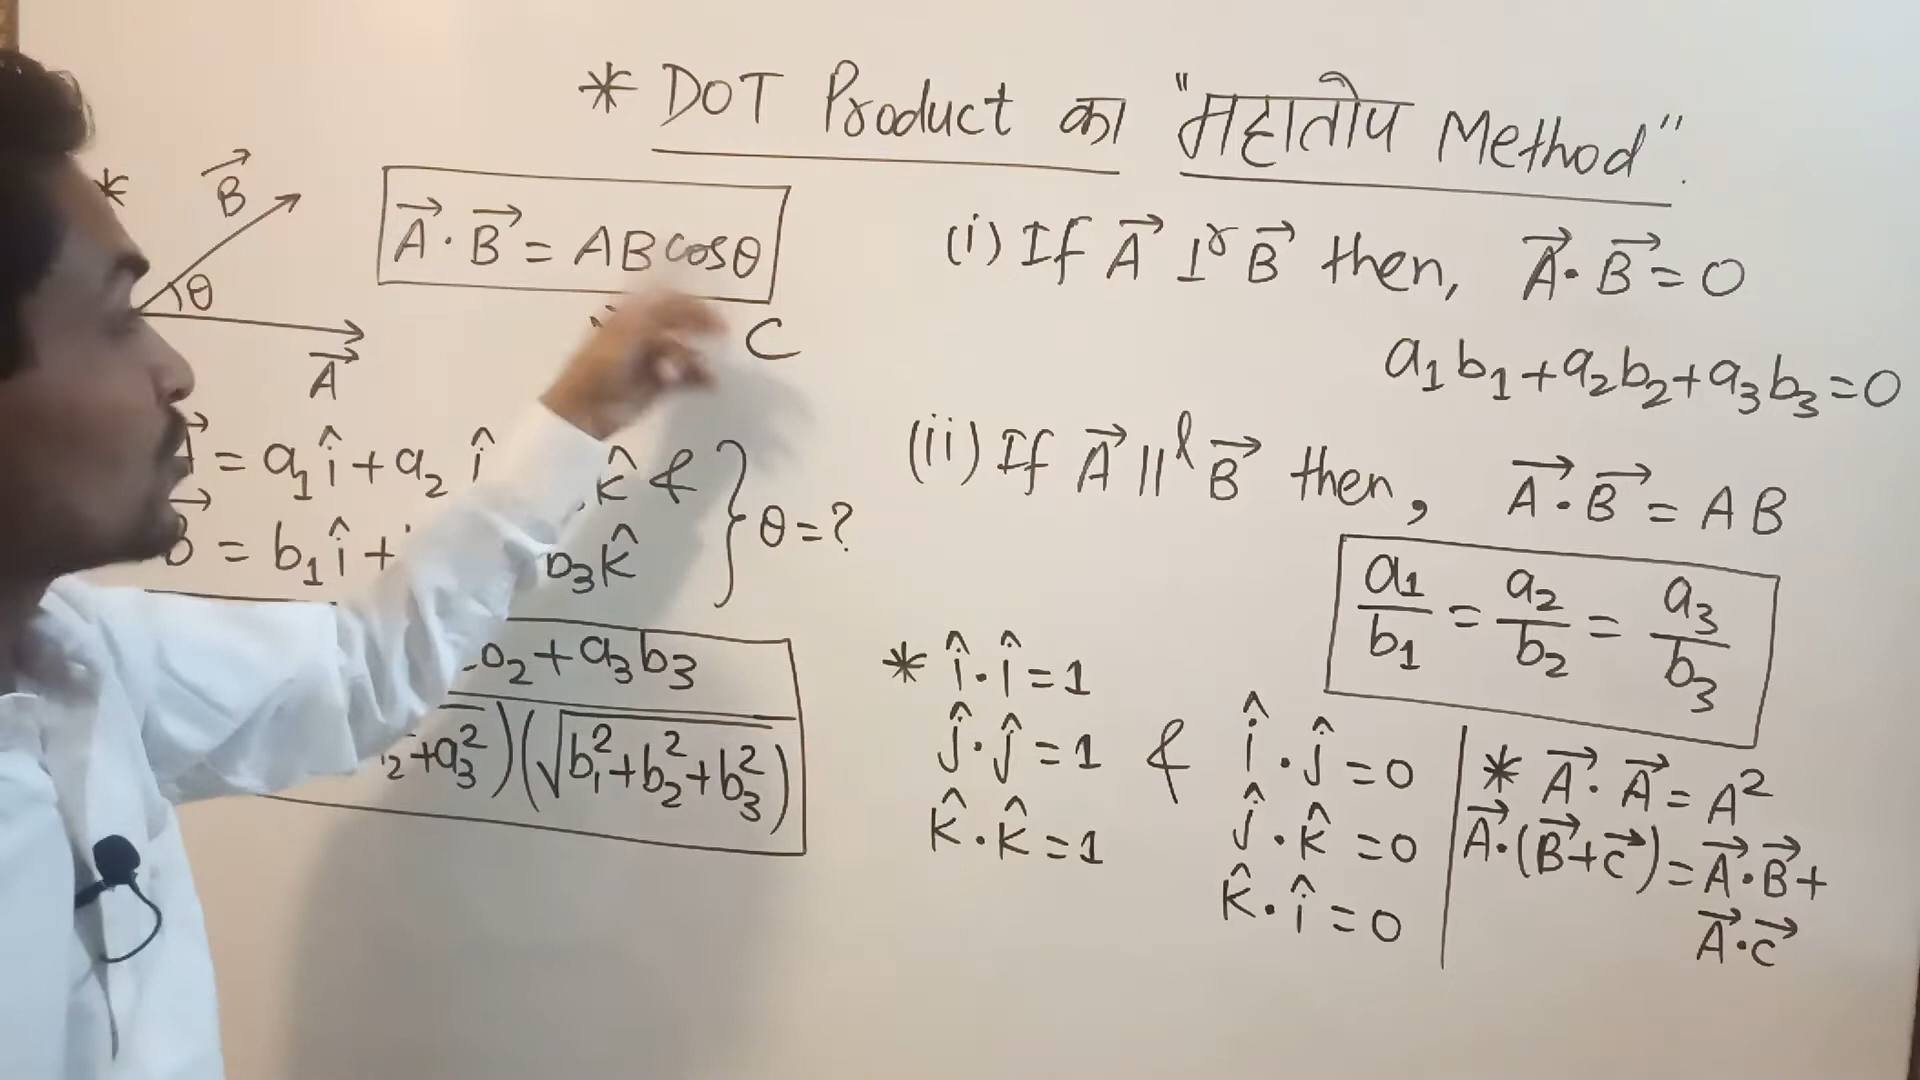 * DOT Product का "महातोप Method".
*
B⃗
θ
A⃗
A⃗·B⃗ = AB cosθ
C
A⃗ = a₁î + a₂ k̂ &
B⃗ = b₁î + b₃k̂
} θ = ?
+ a₃b₃
+a₃²)(√b₁²+b₂²+b₃²)
(i) If A⃗ ⊥ʳ B⃗ then, A⃗·B⃗ = 0
a₁b₁+a₂b₂+a₃b₃=0
(ii) If A⃗ ||ˡ B⃗ then, A⃗·B⃗ = AB
a₁/b₁ = a₂/b₂ = a₃/b₃
* î·î = 1
ĵ·ĵ = 1
k̂·k̂ = 1
&
î·ĵ = 0
ĵ·k̂ = 0
k̂·î = 0
* A⃗·A⃗ = A²
A⃗·(B⃗+C⃗) = A⃗·B⃗+
A⃗·C⃗